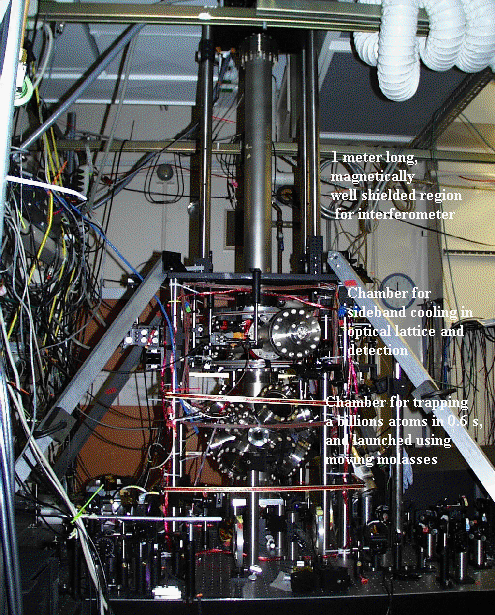 1 meter long,
magnetically
well shielded region
for interferometer
Chamber for
sideband cooling in
optical lattice and
detection
Chamber for trapping
a billions atoms in 0.6 s,
and launched using
moving molasses